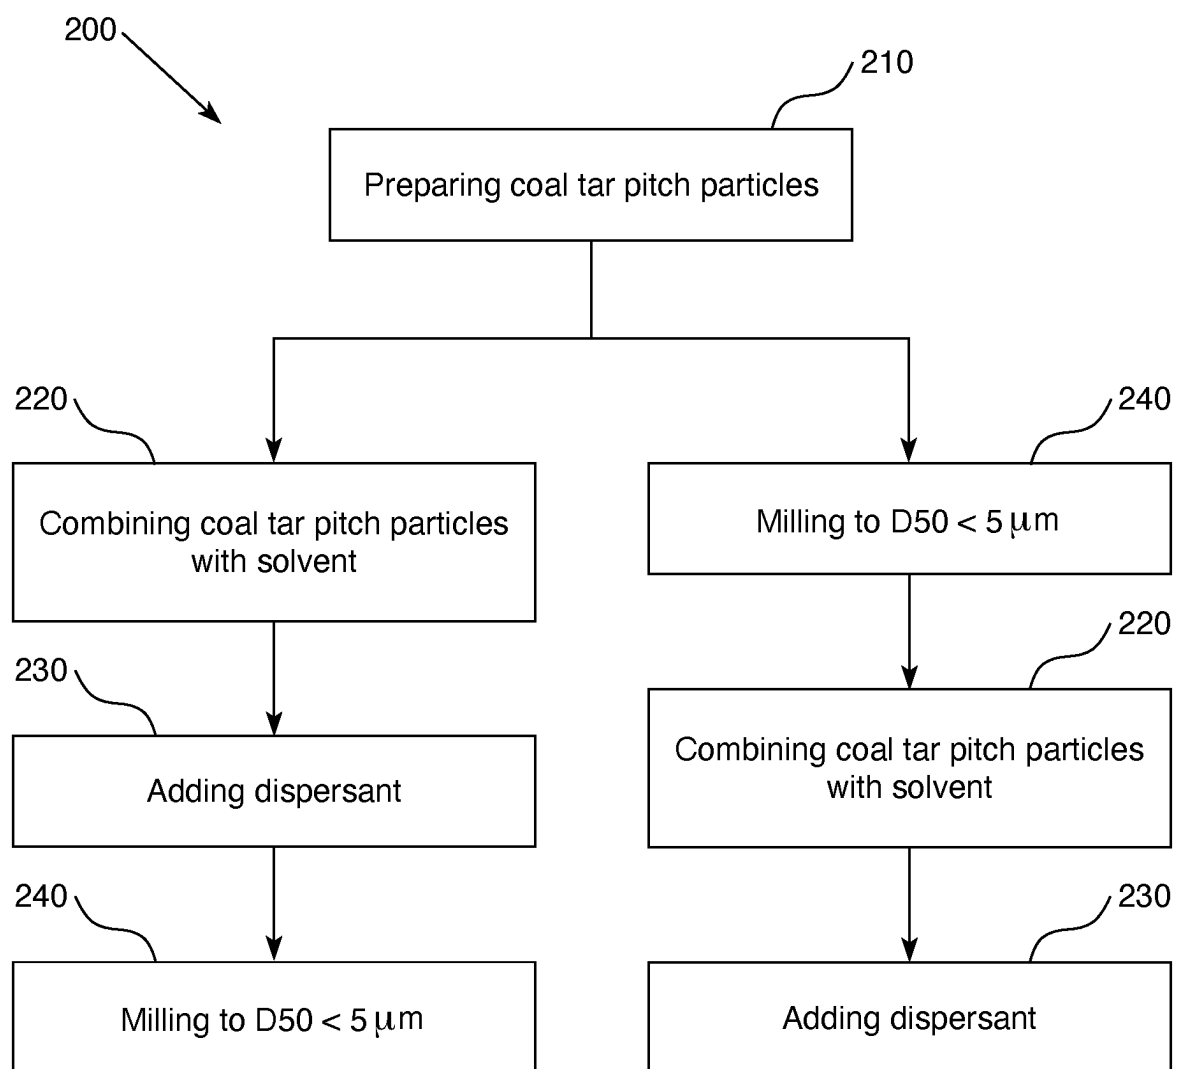 200
210
Preparing coal tar pitch particles
220
240
Combining coal tar pitch particles
with solvent
Milling to D50 < 5 μm
230
220
Adding dispersant
Combining coal tar pitch particles
with solvent
240
230
Milling to D50 < 5 μm
Adding dispersant